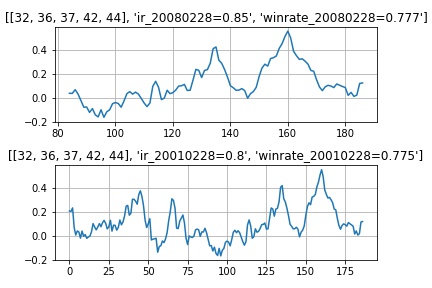 [[32, 36, 37, 42, 44], 'ir_20080228=0.85', 'winrate_20080228=0.777']
0.4
0.2
0.0
−0.2
80 100 120 140 160 180
[[32, 36, 37, 42, 44], 'ir_20010228=0.8', 'winrate_20010228=0.775']
0.4
0.2
0.0
−0.2
0 25 50 75 100 125 150 175